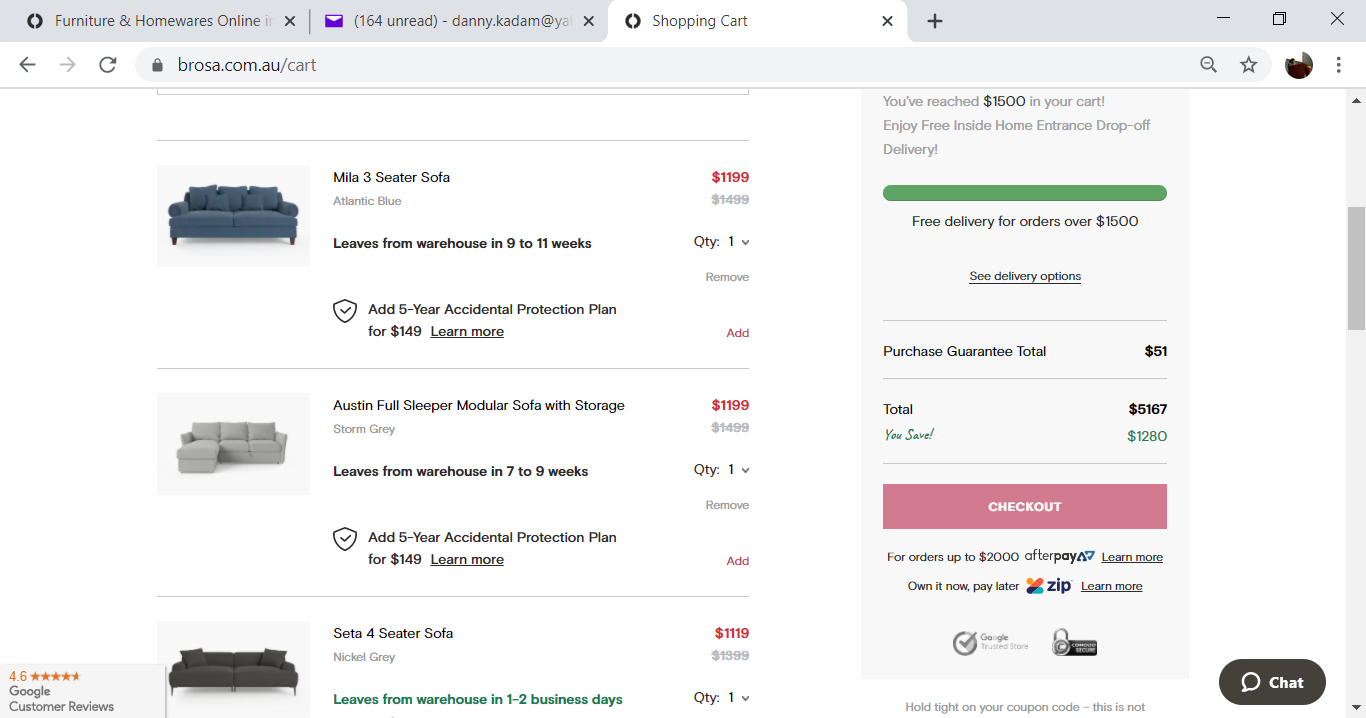 Furniture & Homewares Online in
(164 unread) - danny.kadam@ya
Shopping Cart
brosa.com.au/cart
Mila 3 Seater Sofa
$1199
Atlantic Blue
$1499
Leaves from warehouse in 9 to 11 weeks
Qty: 1
Remove
Add 5-Year Accidental Protection Plan
for $149 Learn more
Add
Austin Full Sleeper Modular Sofa with Storage
$1199
Storm Grey
$1499
Leaves from warehouse in 7 to 9 weeks
Qty: 1
Remove
Add 5-Year Accidental Protection Plan
for $149 Learn more
Add
Seta 4 Seater Sofa
$1119
Nickel Grey
$1399
Leaves from warehouse in 1-2 business days
Qty: 1
You've reached $1500 in your cart!
Enjoy Free Inside Home Entrance Drop-off
Delivery!
Free delivery for orders over $1500
See delivery options
Purchase Guarantee Total $51
Total $5167
You Save! $1280
CHECKOUT
For orders up to $2000 afterpay Learn more
Own it now, pay later zip Learn more
Google
Trusted Store
COMODO
SECURE
Hold tight on your coupon code – this is not
4.6
Google
Customer Reviews
Chat